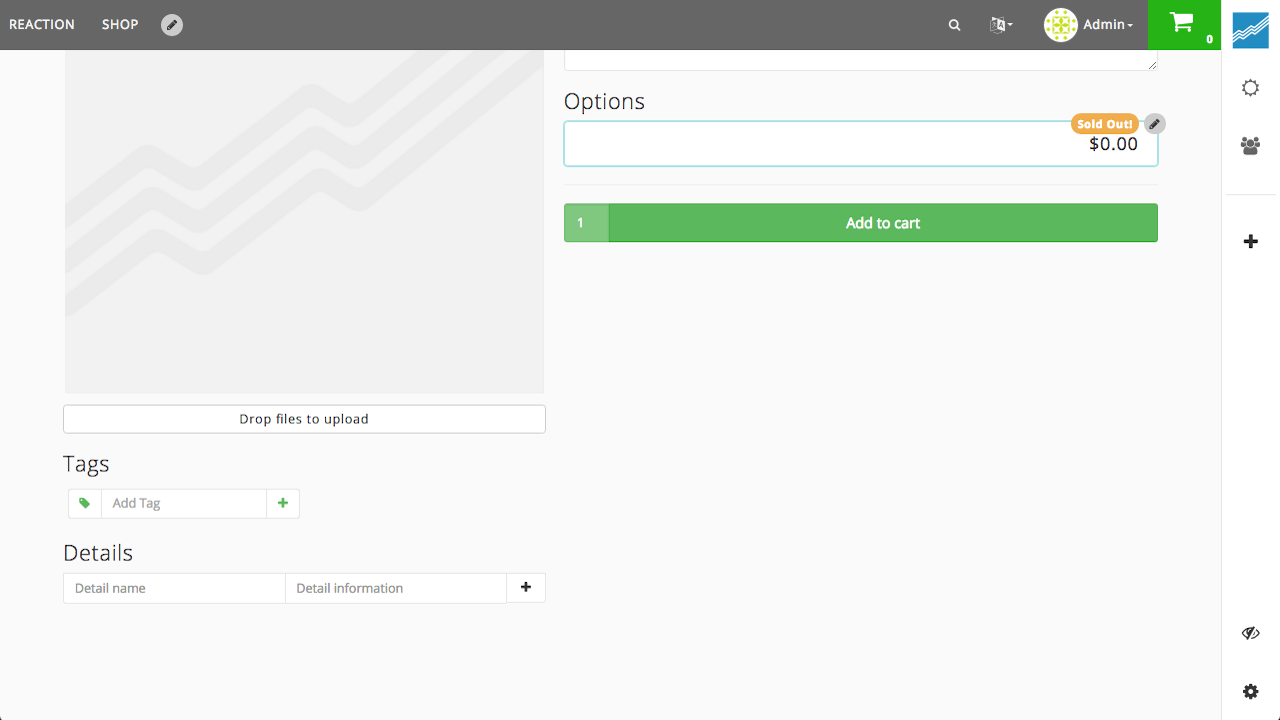 REACTION SHOP Admin 0
Options
Sold Out!
$0.00
1 Add to cart
Drop files to upload
Tags
Add Tag
Details
Detail name Detail information